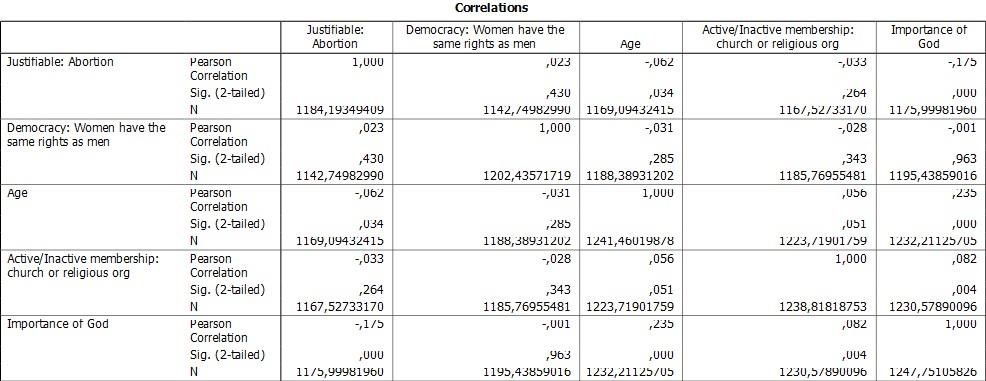 Correlations
Justifiable: Abortion Democracy: Women have the same rights as men Age Active/Inactive membership: church or religious org Importance of God
Justifiable: Abortion Pearson Correlation 1,000 ,023 -,062 -,033 -,175
Sig. (2-tailed) ,430 ,034 ,264 ,000
N 1184,19349409 1142,74982990 1169,09432415 1167,52733170 1175,99981960
Democracy: Women have the same rights as men Pearson Correlation ,023 1,000 -,031 -,028 -,001
Sig. (2-tailed) ,430 ,285 ,343 ,963
N 1142,74982990 1202,43571719 1188,38931202 1185,76955481 1195,43859016
Age Pearson Correlation -,062 -,031 1,000 ,056 ,235
Sig. (2-tailed) ,034 ,285 ,051 ,000
N 1169,09432415 1188,38931202 1241,46019878 1223,71901759 1232,21125705
Active/Inactive membership: church or religious org Pearson Correlation -,033 -,028 ,056 1,000 ,082
Sig. (2-tailed) ,264 ,343 ,051 ,004
N 1167,52733170 1185,76955481 1223,71901759 1238,81818753 1230,57890096
Importance of God Pearson Correlation -,175 -,001 ,235 ,082 1,000
Sig. (2-tailed) ,000 ,963 ,000 ,004
N 1175,99981960 1195,43859016 1232,21125705 1230,57890096 1247,75105826